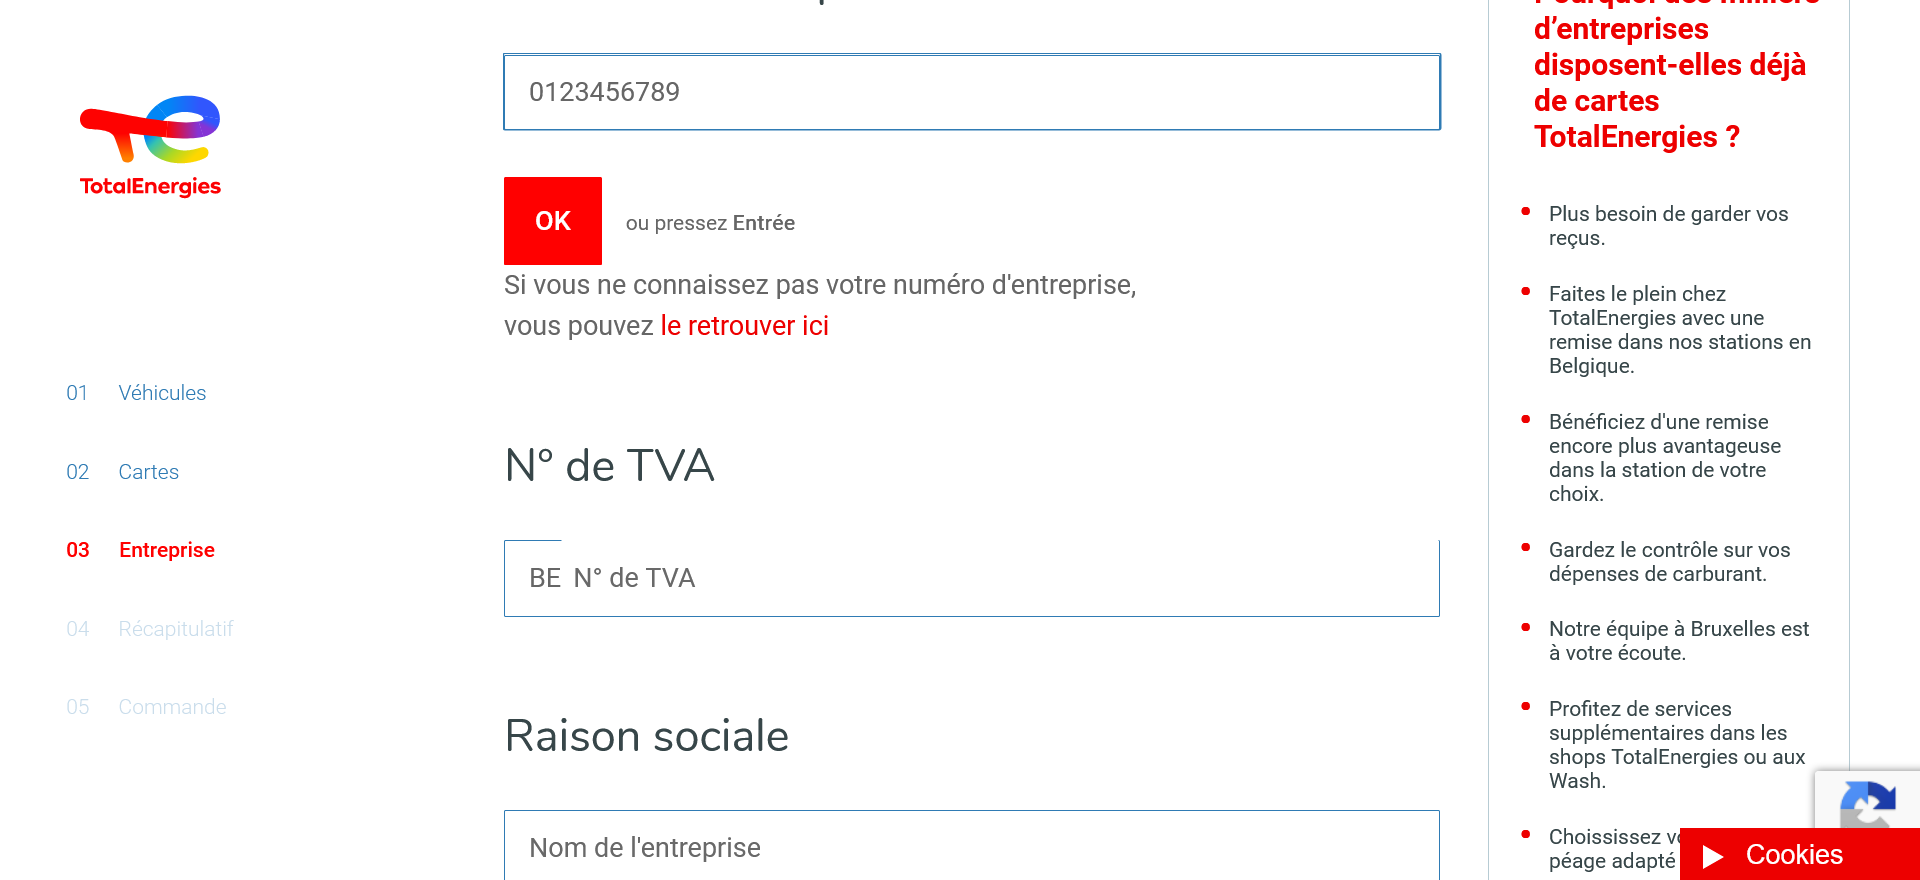 TotalEnergies
01 Véhicules
02 Cartes
03 Entreprise
04 Récapitulatif
05 Commande
0123456789
OK ou pressez Entrée
Si vous ne connaissez pas votre numéro d'entreprise,
vous pouvez le retrouver ici
N° de TVA
BE N° de TVA
Raison sociale
Nom de l'entreprise
Pourquoi des milliers
d’entreprises
disposent-elles déjà
de cartes
TotalEnergies ?
Plus besoin de garder vos
reçus.
Faites le plein chez
TotalEnergies avec une
remise dans nos stations en
Belgique.
Bénéficiez d'une remise
encore plus avantageuse
dans la station de votre
choix.
Gardez le contrôle sur vos
dépenses de carburant.
Notre équipe à Bruxelles est
à votre écoute.
Profitez de services
supplémentaires dans les
shops TotalEnergies ou aux
Wash.
Choississez
péage adapté
Cookies